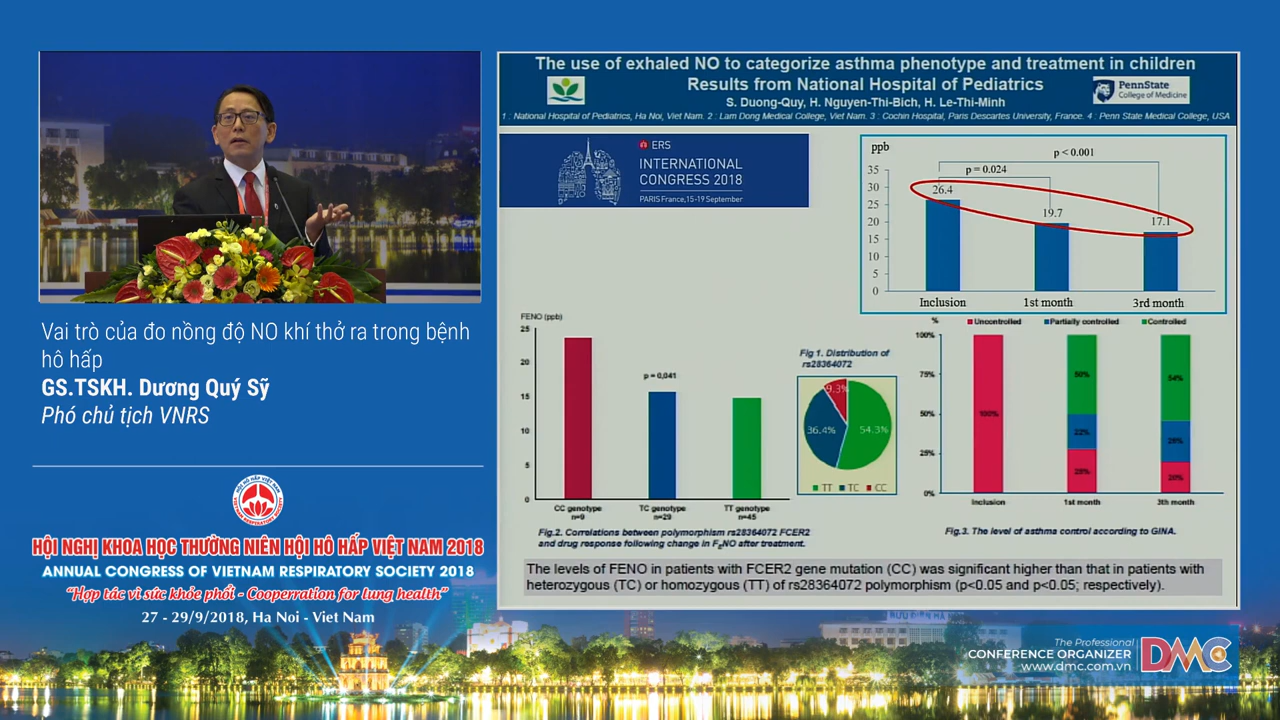 Vai trò của đo nồng độ NO khí thở ra trong bệnh
hô hấp
GS.TSKH. Dương Quý Sỹ
Phó chủ tịch VNRS
HỘI HÔ HẤP VIỆT NAM
VIETNAM RESPIRATORY SOCIETY
HỘI NGHỊ KHOA HỌC THƯỜNG NIÊN HỘI HÔ HẤP VIỆT NAM 2018
ANNUAL CONGRESS OF VIETNAM RESPIRATORY SOCIETY 2018
“Hợp tác vì sức khỏe phổi - Cooperration for lung health”
27 - 29/9/2018, Ha Noi - Viet Nam
The use of exhaled NO to categorize asthma phenotype and treatment in children
Results from National Hospital of Pediatrics
S. Duong-Quy, H. Nguyen-Thi-Bich, H. Le-Thi-Minh
PennState
College of Medicine
1 : National Hospital of Pediatrics, Ha Noi, Viet Nam. 2 : Lam Dong Medical College, Viet Nam. 3 : Cochin Hospital, Paris Descartes University, France. 4 : Penn State Medical College, USA
ERS
INTERNATIONAL
CONGRESS 2018
PARIS France, 15-19 September
ppb
p < 0.001
p = 0.024
35
30
25
20
15
10
5
0
26.4
19.7
17.1
Inclusion 1st month 3rd month
FENO (ppb)
25
20
15
10
5
0
p = 0,041
CC genotype TC genotype TT genotype
n=9 n=29 n=45
Fig.2. Correlations between polymorphism rs28364072 FCER2
and drug response following change in FENO after treatment.
Fig 1. Distribution of
rs28364072
9.3%
36.4%
54.3%
TT TC CC
% Uncontrolled Partially controlled Controlled
100%
75%
50%
25%
0%
100%
50%
22%
28%
54%
26%
20%
Inclusion 1st month 3th month
Fig.3. The level of asthma control according to GINA.
The levels of FENO in patients with FCER2 gene mutation (CC) was significant higher than that in patients with
heterozygous (TC) or homozygous (TT) of rs28364072 polymorphism (p<0.05 and p<0.05; respectively).
The Professional
CONFERENCE ORGANIZER
www.dmc.com.vn
DMC